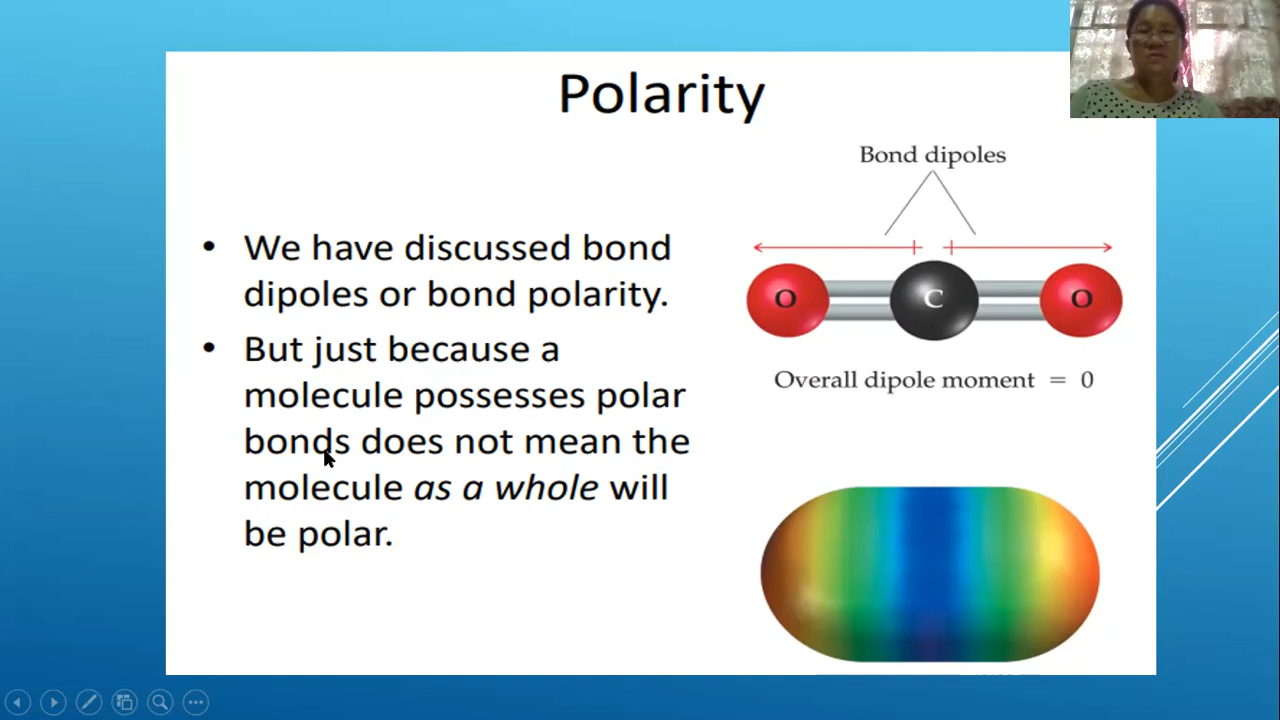 Polarity
• We have discussed bond
dipoles or bond polarity.
• But just because a
molecule possesses polar
bonds does not mean the
molecule as a whole will
be polar.
Bond dipoles
O C O
Overall dipole moment = 0